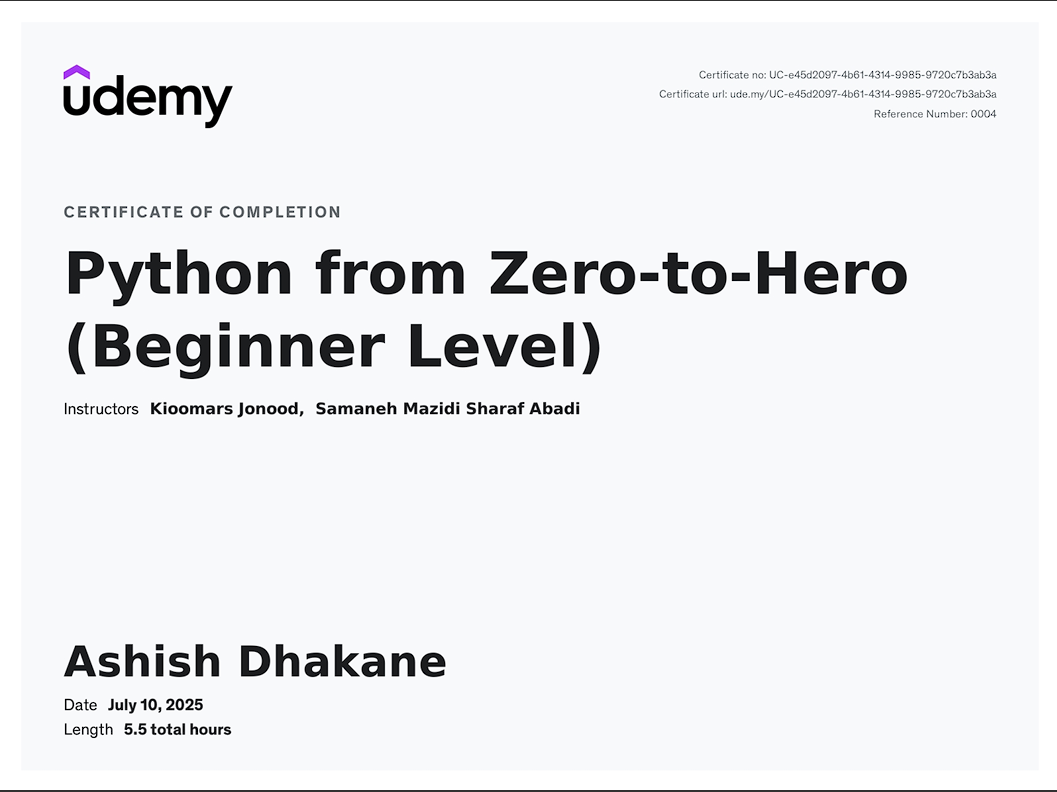 udemy
Certificate no: UC-e45d2097-4b61-4314-9985-9720c7b3ab3a
Certificate url: ude.my/UC-e45d2097-4b61-4314-9985-9720c7b3ab3a
Reference Number: 0004
CERTIFICATE OF COMPLETION
Python from Zero-to-Hero
(Beginner Level)
Instructors Kioomars Jonood, Samaneh Mazidi Sharaf Abadi
Ashish Dhakane
Date July 10, 2025
Length 5.5 total hours